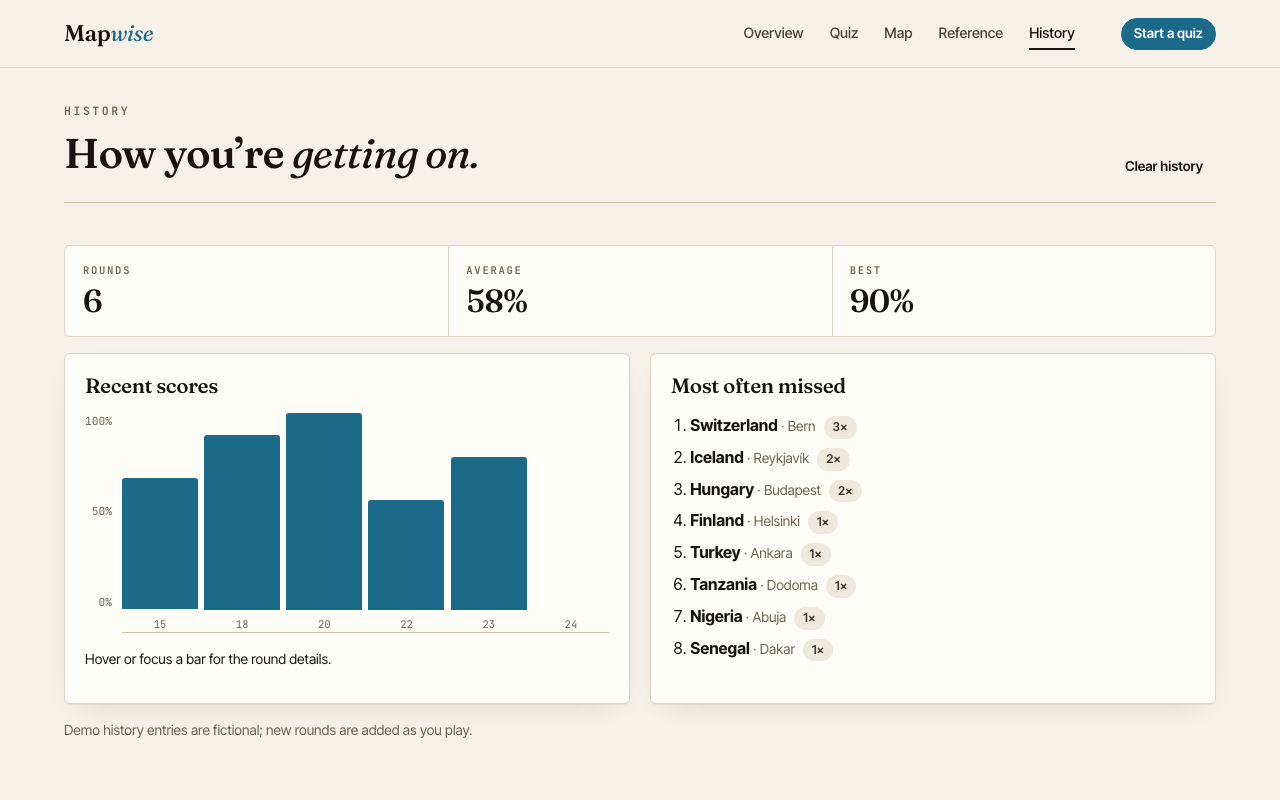 Mapwise
Overview Quiz Map Reference History Start a quiz
HISTORY
How you’re getting on.
Clear history
ROUNDS
6
AVERAGE
58%
BEST
90%
Recent scores
100%
50%
0%
15 18 20 22 23 24
Hover or focus a bar for the round details.
Most often missed
1. Switzerland · Bern 3×
2. Iceland · Reykjavík 2×
3. Hungary · Budapest 2×
4. Finland · Helsinki 1×
5. Turkey · Ankara 1×
6. Tanzania · Dodoma 1×
7. Nigeria · Abuja 1×
8. Senegal · Dakar 1×
Demo history entries are fictional; new rounds are added as you play.